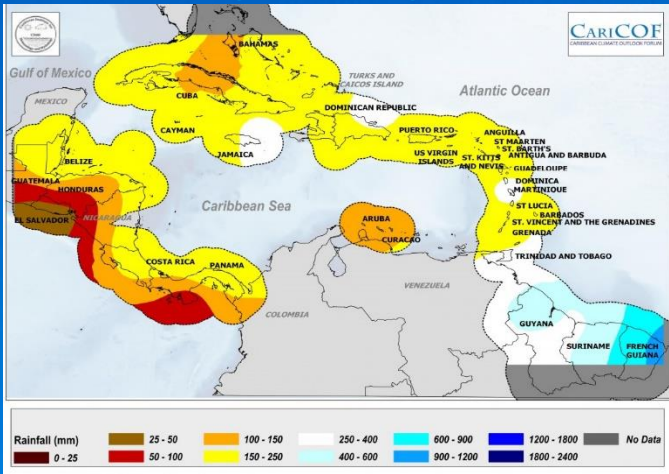 CARICOF
CARIBBEAN CLIMATE OUTLOOK FORUM
BAHAMAS
Gulf of Mexico
TURKS AND
CAICOS ISLAND
Atlantic Ocean
MEXICO
CUBA
DOMINICAN REPUBLIC
CAYMAN
PUERTO RICO
ANGUILLA
ST MAARTEN
ST. BARTH'S
JAMAICA
US VIRGIN
ISLANDS
ST. KITTS
AND NEVIS
ANTIGUA AND BARBUDA
GUADELOUPE
BELIZE
DOMINICA
MARTINIQUE
GUATEMALA
HONDURAS
Caribbean Sea
ST LUCIA
BARBADOS
EL SALVADOR
NICARAGUA
ARUBA
ST. VINCENT AND THE GRENADINES
GRENADA
CURACAO
TRINIDAD AND TOBAGO
COSTA RICA
PANAMA
VENEZUELA
COLOMBIA
GUYANA
SURINAME
FRENCH
GUIANA
Rainfall (mm)
0 - 25
25 - 50
50 - 100
100 - 150
150 - 250
250 - 400
400 - 600
600 - 900
900 - 1200
1200 - 1800
1800 - 2400
No Data